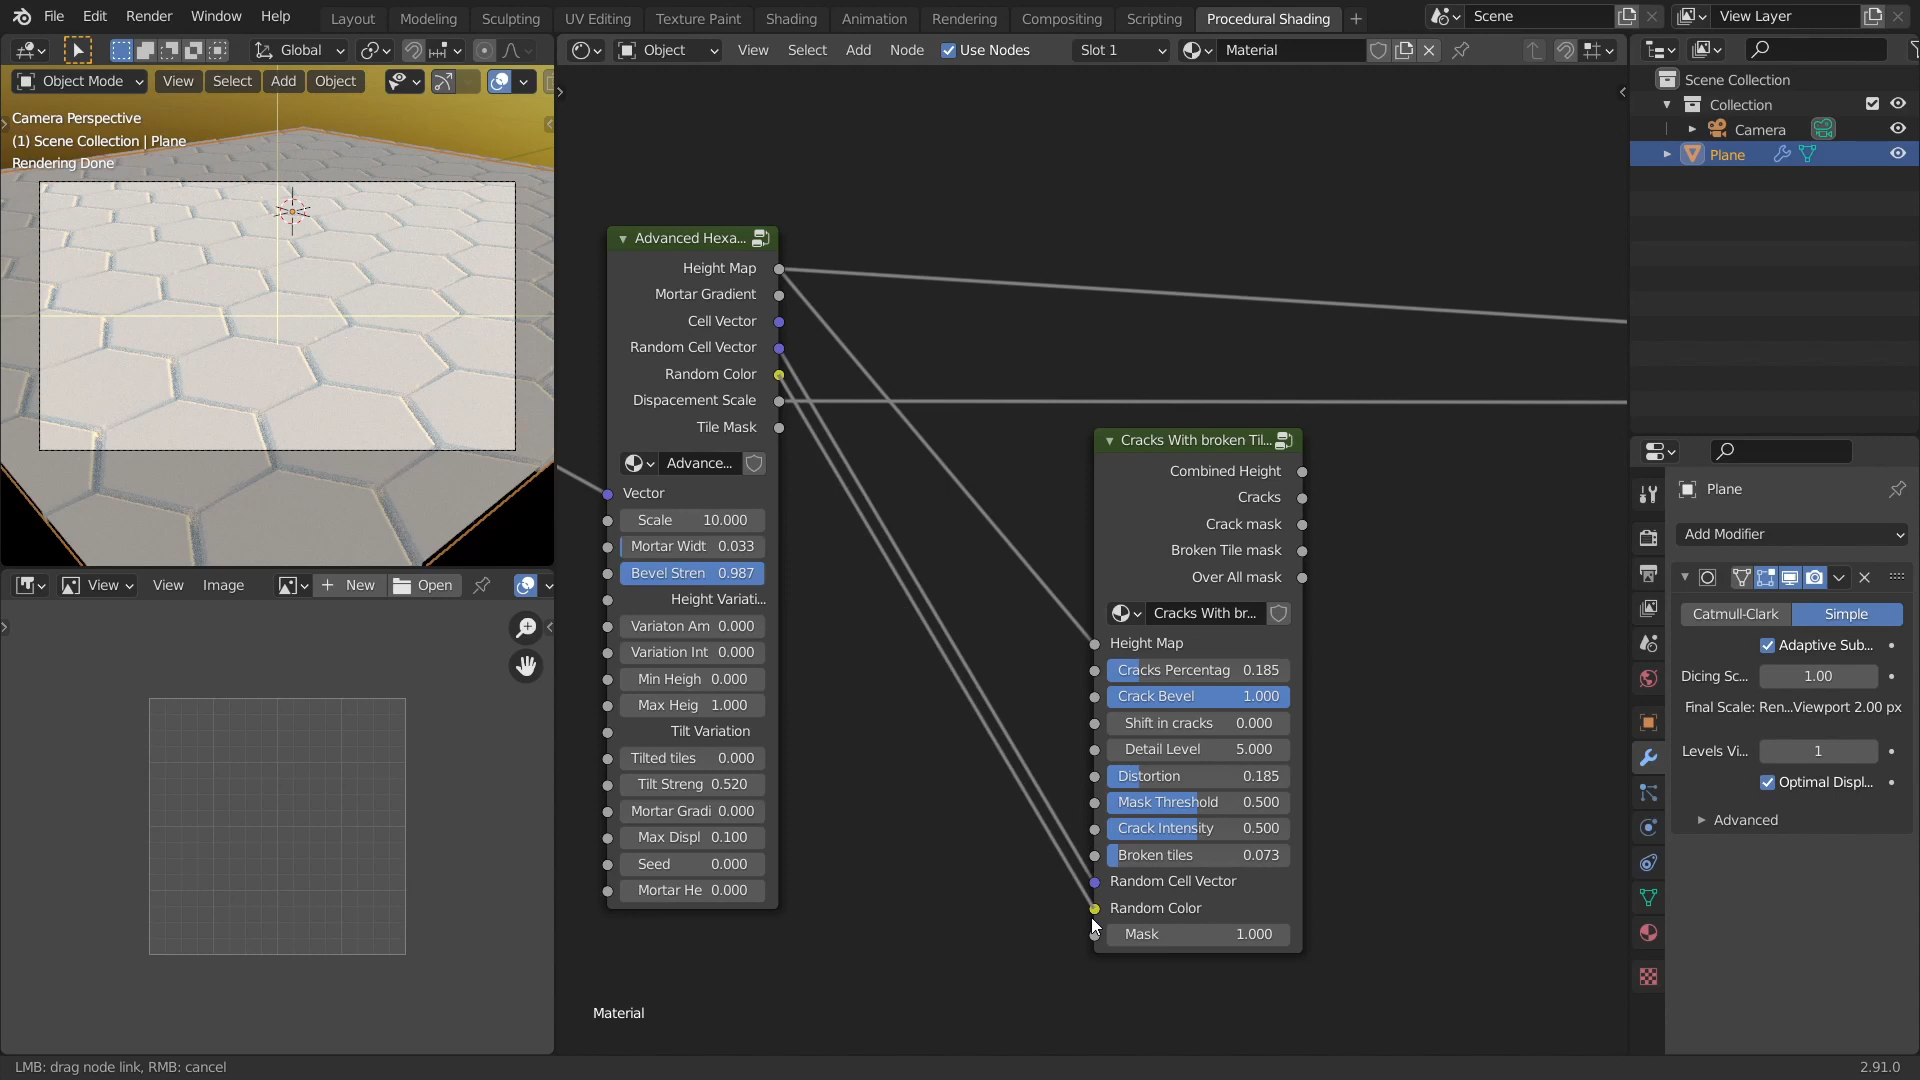 File Edit Render Window Help
Layout Modeling Sculpting UV Editing Texture Paint Shading Animation Rendering Compositing Scripting Procedural Shading +
Scene
View Layer
Global
Object View Select Add Node Use Nodes Slot 1 Material
Object Mode View Select Add Object
Camera Perspective
(1) Scene Collection | Plane
Rendering Done
Scene Collection
Collection
Camera
Plane
Advanced Hexa...
Height Map
Mortar Gradient
Cell Vector
Random Cell Vector
Random Color
Dispacement Scale
Tile Mask
Advance...
Vector
Scale 10.000
Mortar Widt 0.033
Bevel Stren 0.987
Height Variati...
Variaton Am 0.000
Variation Int 0.000
Min Heigh 0.000
Max Heig 1.000
Tilt Variation
Tilted tiles 0.000
Tilt Streng 0.520
Mortar Gradi 0.000
Max Displ 0.100
Seed 0.000
Mortar He 0.000
Cracks With broken Til...
Combined Height
Cracks
Crack mask
Broken Tile mask
Over All mask
Cracks With br...
Height Map
Cracks Percentag 0.185
Crack Bevel 1.000
Shift in cracks 0.000
Detail Level 5.000
Distortion 0.185
Mask Threshold 0.500
Crack Intensity 0.500
Broken tiles 0.073
Random Cell Vector
Random Color
Mask 1.000
Material
View View Image + New Open
Plane
Add Modifier
Catmull-Clark Simple
Adaptive Sub...
Dicing Sc... 1.00
Final Scale: Ren...Viewport 2.00 px
Levels Vi... 1
Optimal Displ...
Advanced
LMB: drag node link, RMB: cancel
2.91.0